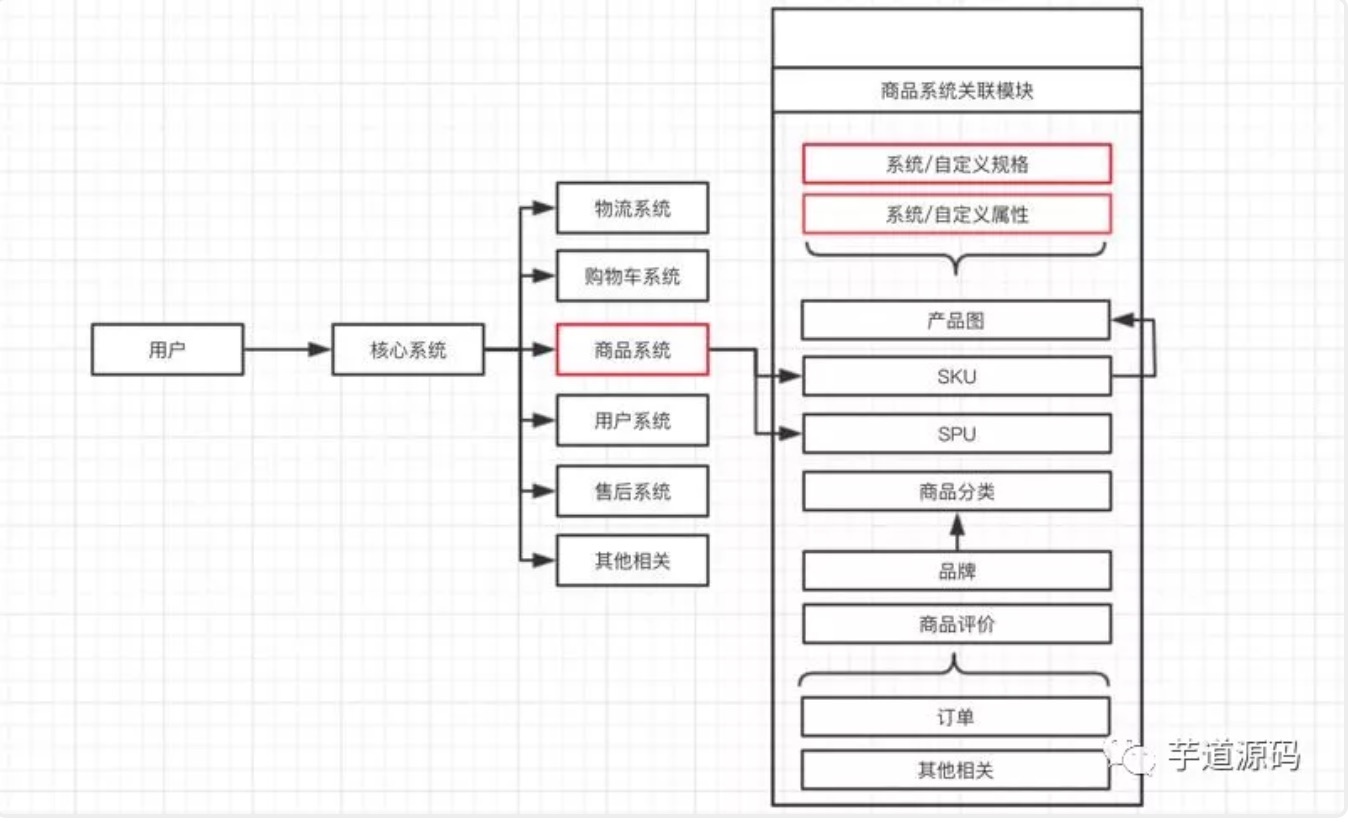 用户
核心系统
物流系统
购物车系统
商品系统
用户系统
售后系统
其他相关
商品系统关联模块
系统/自定义规格
系统/自定义属性
产品图
SKU
SPU
商品分类
品牌
商品评价
订单
其他相关
芋道源码